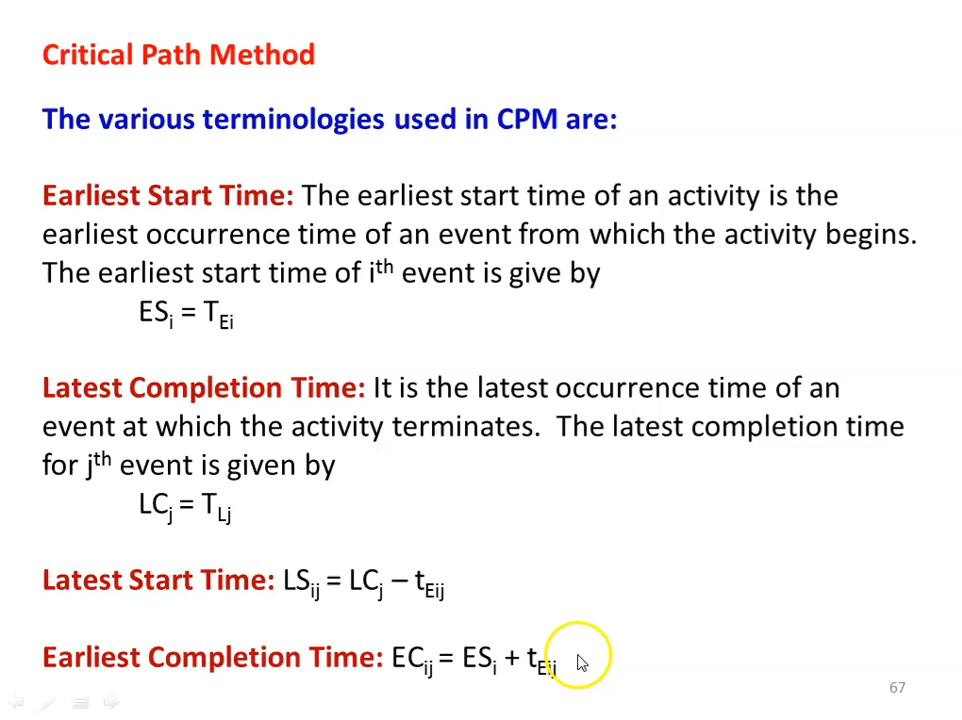 Critical Path Method
The various terminologies used in CPM are:
Earliest Start Time: The earliest start time of an activity is the
earliest occurrence time of an event from which the activity begins.
The earliest start time of ith event is give by
ESi = TEi
Latest Completion Time: It is the latest occurrence time of an
event at which the activity terminates.  The latest completion time
for jth event is given by
LCj = TLj
Latest Start Time: LSij = LCj – tEij
Earliest Completion Time: ECij = ESi + tEij
67